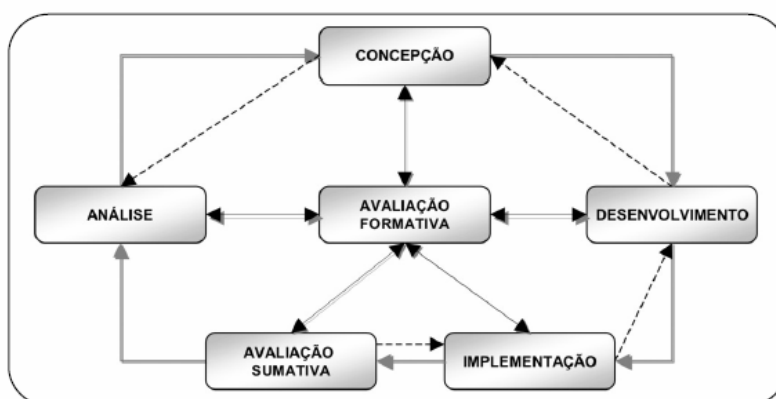 CONCEPÇÃO
ANÁLISE
AVALIAÇÃO
FORMATIVA
DESENVOLVIMENTO
AVALIAÇÃO
SUMATIVA
IMPLEMENTAÇÃO